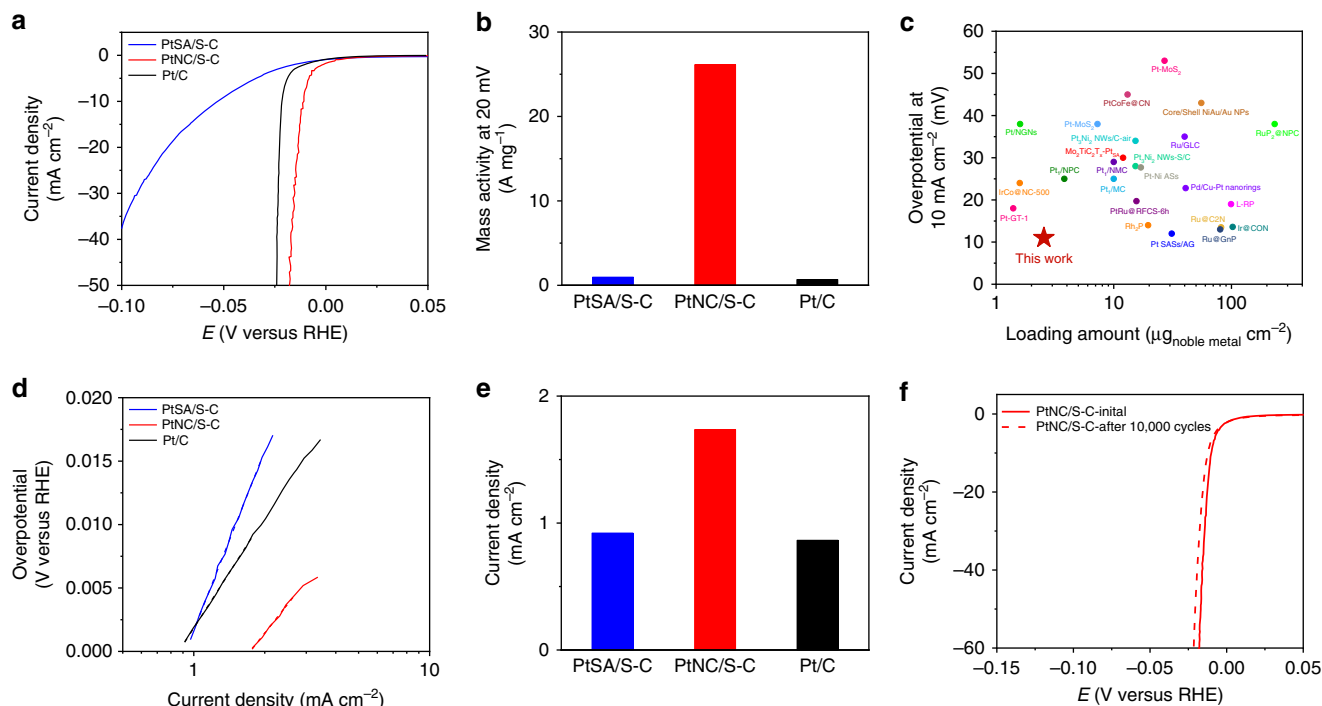 a
PtSA/S-C
PtNC/S-C
Pt/C
0
–10
–20
–30
–40
–50
–0.10
–0.05
0.00
0.05
Current density
(mA cm⁻²)
E (V versus RHE)
b
30
20
10
0
Mass activity at 20 mV
(A mg⁻¹)
PtSA/S-C
PtNC/S-C
Pt/C
c
60
50
40
30
20
10
0
Overpotential at
10 mA cm⁻² (mV)
Pt-MoS₂
PtCoFe@CN
Core/Shell NiAu/Au NPs
Pt/NGNs
Pt-MoS₂
RuP₂@NPC
Pt₃Ni₂ NWs/C-air
Ru/GLC
Mo₂TiC₂Tₓ-Pt_SA
Pt₃Ni₂ NWs-S/C
Pt₁/NPC
Pt₁/NMC
Pt-Ni ASs
IrCo@NC-500
Pt₁/MC
Pd/Cu-Pt nanorings
Pt-GT-1
PtRu@RFCS-6h
L-RP
Rh₂P
Ru@C2N
Ir@CON
Pt SASs/AG
Ru@GnP
This work
1
10
100
Loading amount (µg_noble metal cm⁻²)
d
PtSA/S-C
PtNC/S-C
Pt/C
0.020
0.015
0.010
0.005
0.000
Overpotential
(V versus RHE)
1
10
Current density (mA cm⁻²)
e
2
1
0
Current density
(mA cm⁻²)
PtSA/S-C
PtNC/S-C
Pt/C
f
PtNC/S-C-inital
PtNC/S-C-after 10,000 cycles
0
–20
–40
–60
–0.15
–0.10
–0.05
0.00
0.05
Current density
(mA cm⁻²)
E (V versus RHE)